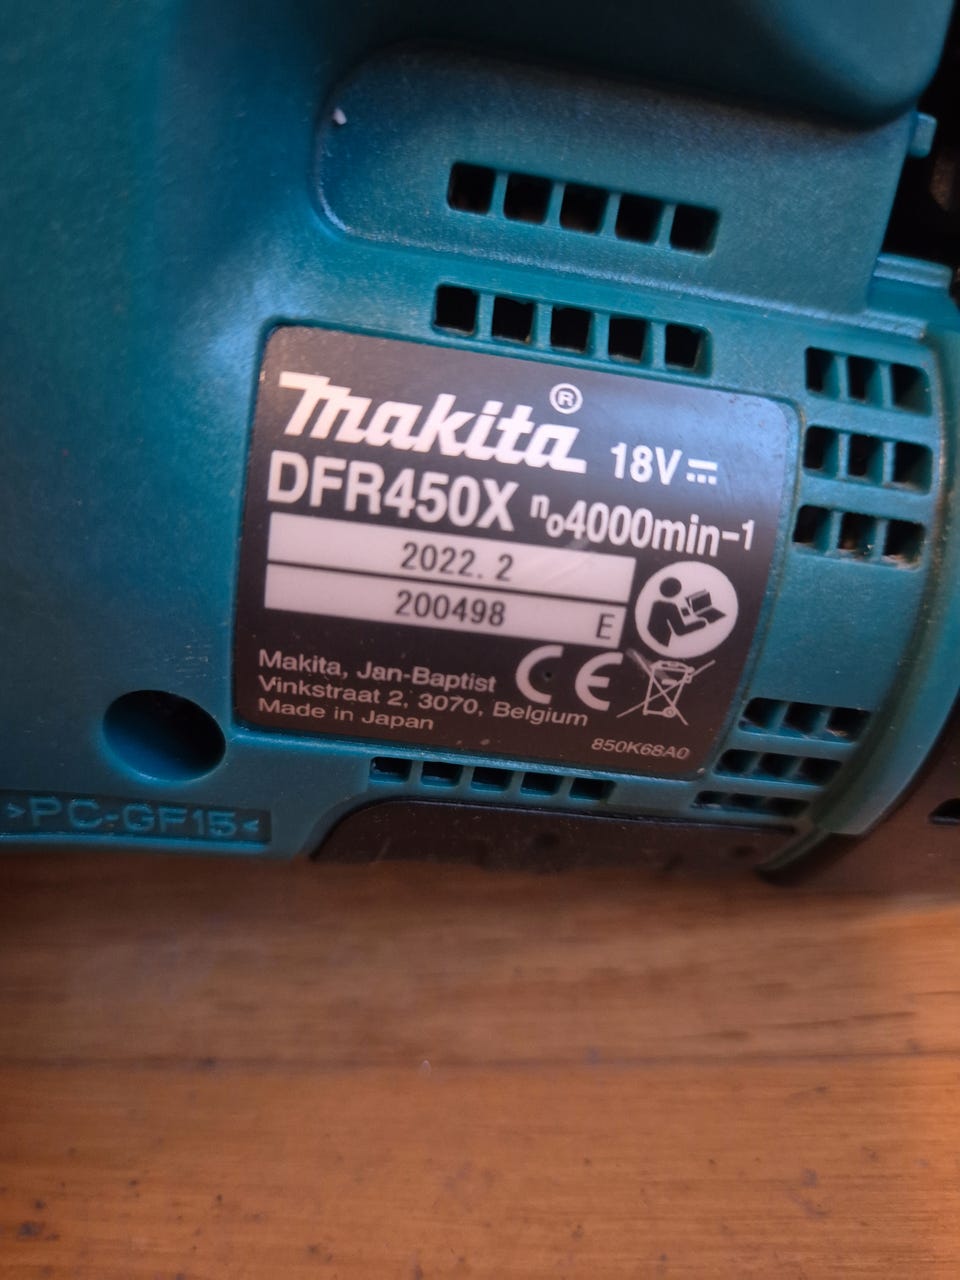 makita® 18V⎓
DFR450X n₀4000min⁻¹
2022. 2
200498 E
Makita, Jan-Baptist
Vinkstraat 2, 3070, Belgium
Made in Japan
CE
850K68A0
>PC-GF15<